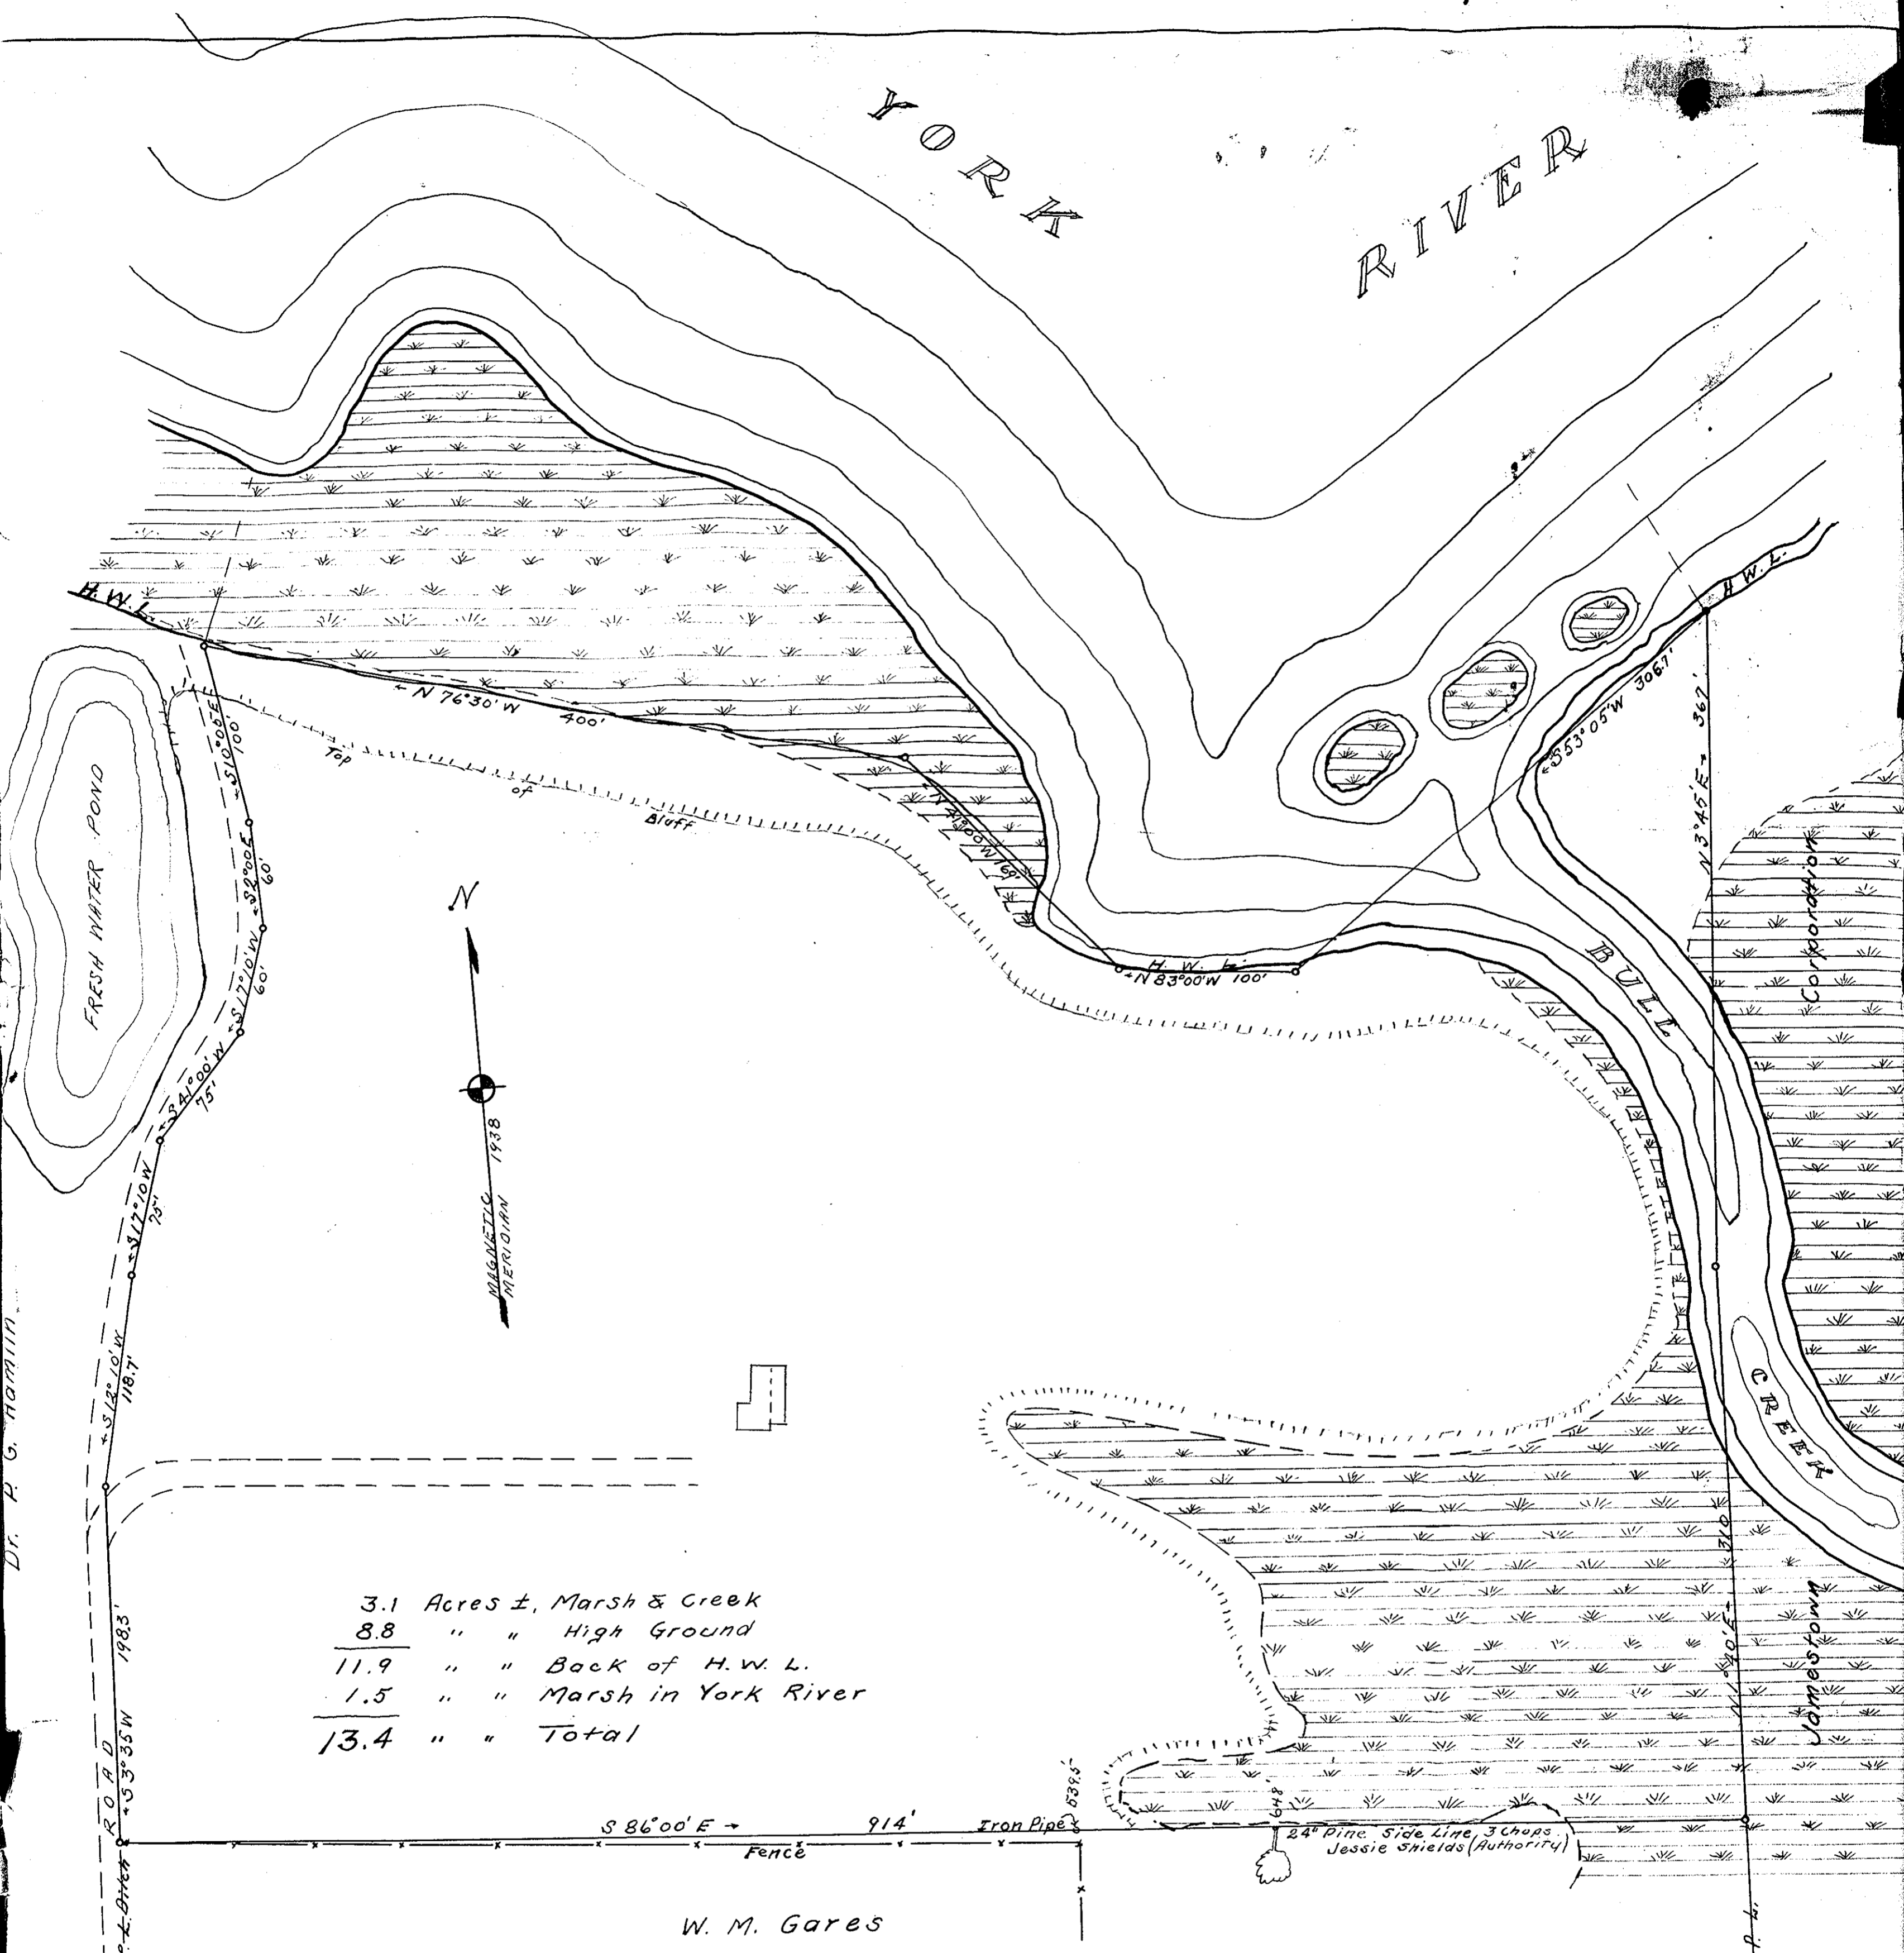 YORK
RIVER
H. W. L.
H. W. L.
← N 76°30' W 400'
Top
of
Bluff
← S 10°05' E
100'
← S 2°00' E
60'
← S 17°10' W
60'
← S 41°00' W
75'
← S 17°10' W
75'
← S 12°10' W
118.7'
FRESH WATER POND
← N 41°00' W 169'
H. W. L.
← N 83°00' W 100'
← S 53°05' W 306.7'
N 3°45' E → 367'
Corporation
BULL
N
MAGNETIC 1938
MERIDIAN
CREEK
Dr. P. G. Hamlin
310
Jamestown
3.1 Acres ±, Marsh & Creek
8.8 " " High Ground
11.9 " " Back of H. W. L.
1.5 " " Marsh in York River
13.4 " " Total
ROAD
← S 3°35' W 198.3'
539.5'
648'
S 86°00' E → 914' Iron Pipe
Fence
24" Pine Side Line, 3 Chops
Jessie Shields (Authority)
Ditch
W. M. Gares
P. L.